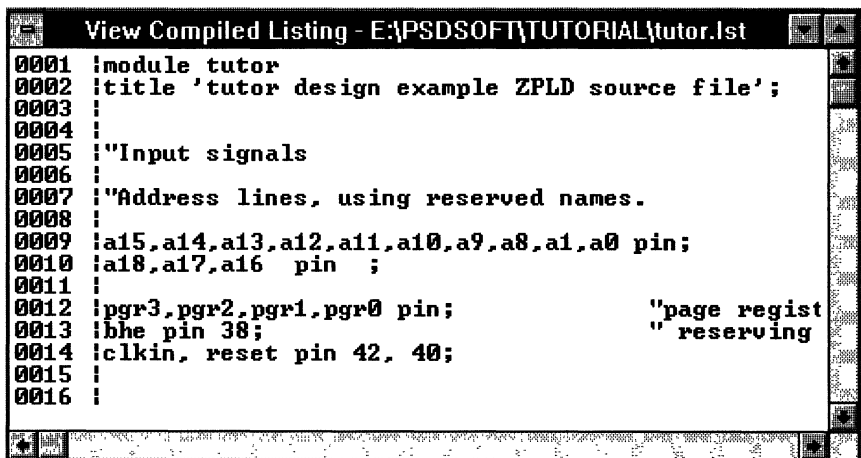 View Compiled Listing - E:\PSDSOFT\TUTORIAL\tutor.lst
0001 |module tutor
0002 |title 'tutor design example ZPLD source file';
0003 |
0004 |
0005 |"Input signals
0006 |
0007 |"Address lines, using reserved names.
0008 |
0009 |a15,a14,a13,a12,a11,a10,a9,a8,a1,a0 pin;
0010 |a18,a17,a16  pin  ;
0011 |
0012 |pgr3,pgr2,pgr1,pgr0 pin;             "page regist
0013 |bhe pin 38;                          " reserving
0014 |clkin, reset pin 42, 40;
0015 |
0016 |